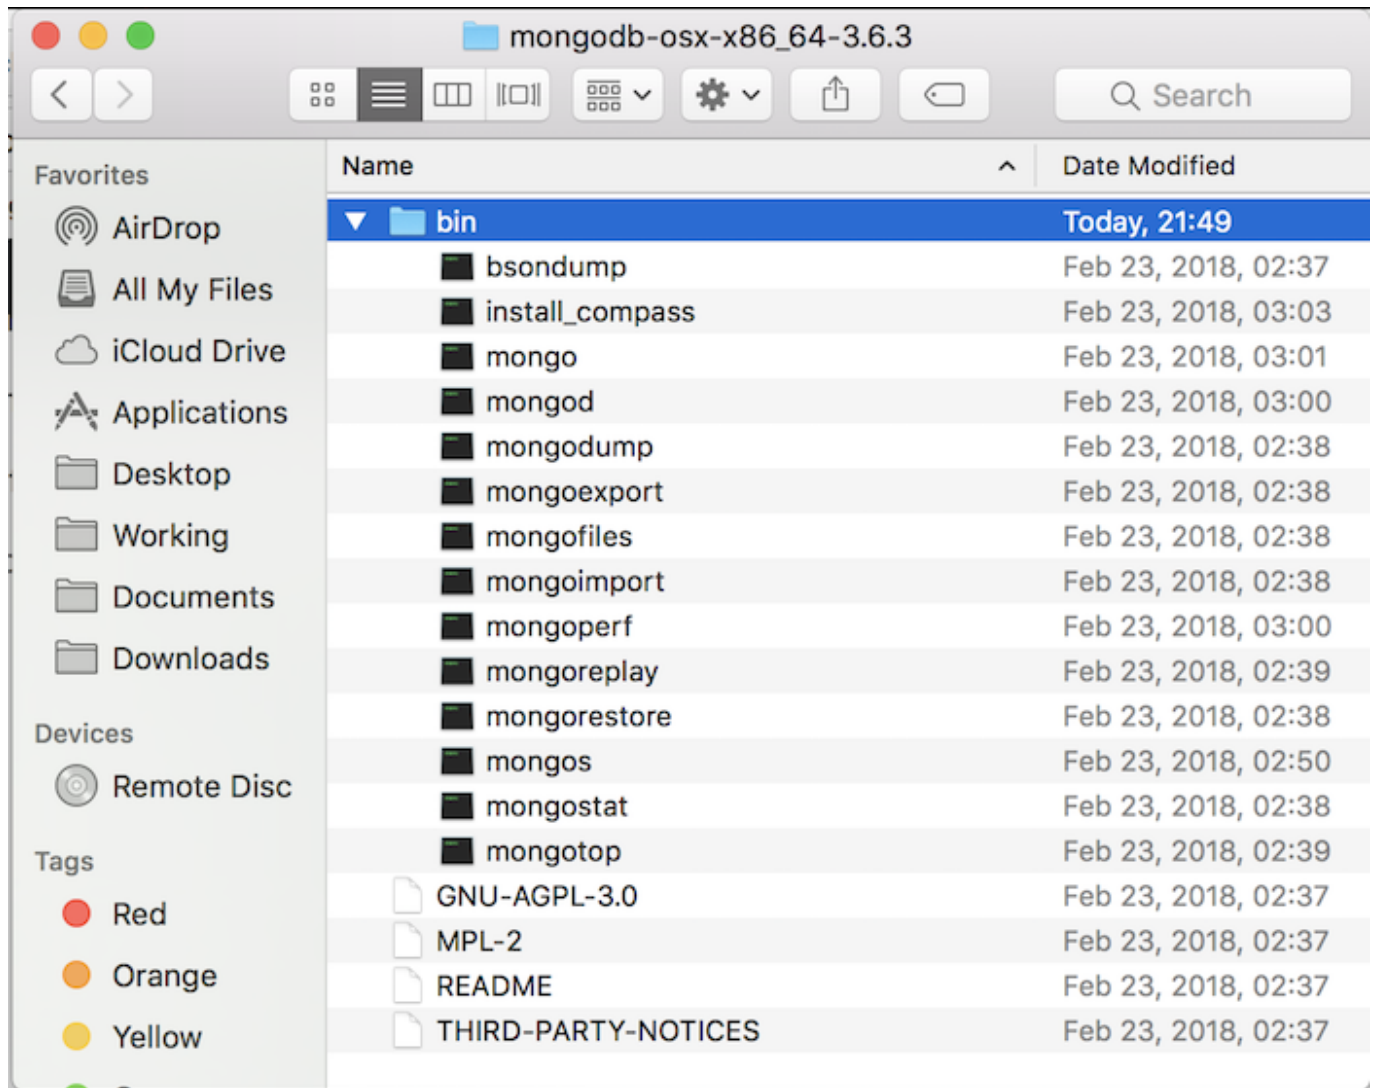 mongodb-osx-x86_64-3.6.3
Search
Favorites
AirDrop
All My Files
iCloud Drive
Applications
Desktop
Working
Documents
Downloads
Devices
Remote Disc
Tags
Red
Orange
Yellow
Name Date Modified
bin Today, 21:49
bsondump Feb 23, 2018, 02:37
install_compass Feb 23, 2018, 03:03
mongo Feb 23, 2018, 03:01
mongod Feb 23, 2018, 03:00
mongodump Feb 23, 2018, 02:38
mongoexport Feb 23, 2018, 02:38
mongofiles Feb 23, 2018, 02:38
mongoimport Feb 23, 2018, 02:38
mongoperf Feb 23, 2018, 03:00
mongoreplay Feb 23, 2018, 02:39
mongorestore Feb 23, 2018, 02:38
mongos Feb 23, 2018, 02:50
mongostat Feb 23, 2018, 02:38
mongotop Feb 23, 2018, 02:39
GNU-AGPL-3.0 Feb 23, 2018, 02:37
MPL-2 Feb 23, 2018, 02:37
README Feb 23, 2018, 02:37
THIRD-PARTY-NOTICES Feb 23, 2018, 02:37